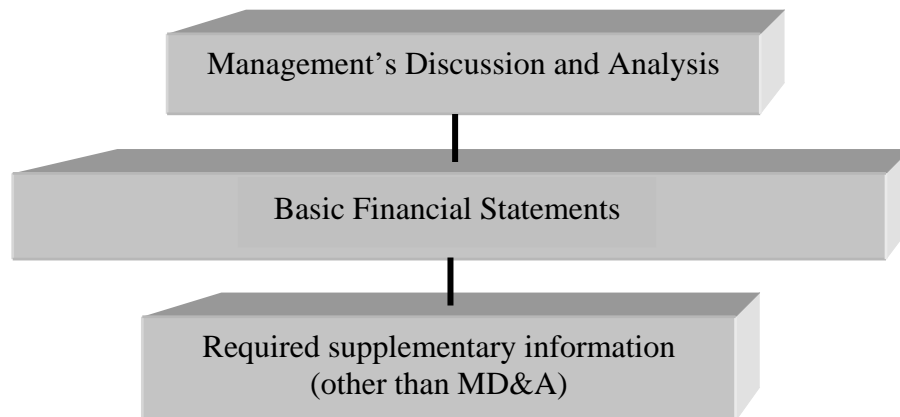 Management’s Discussion and Analysis
Basic Financial Statements
Required supplementary information
(other than MD&A)